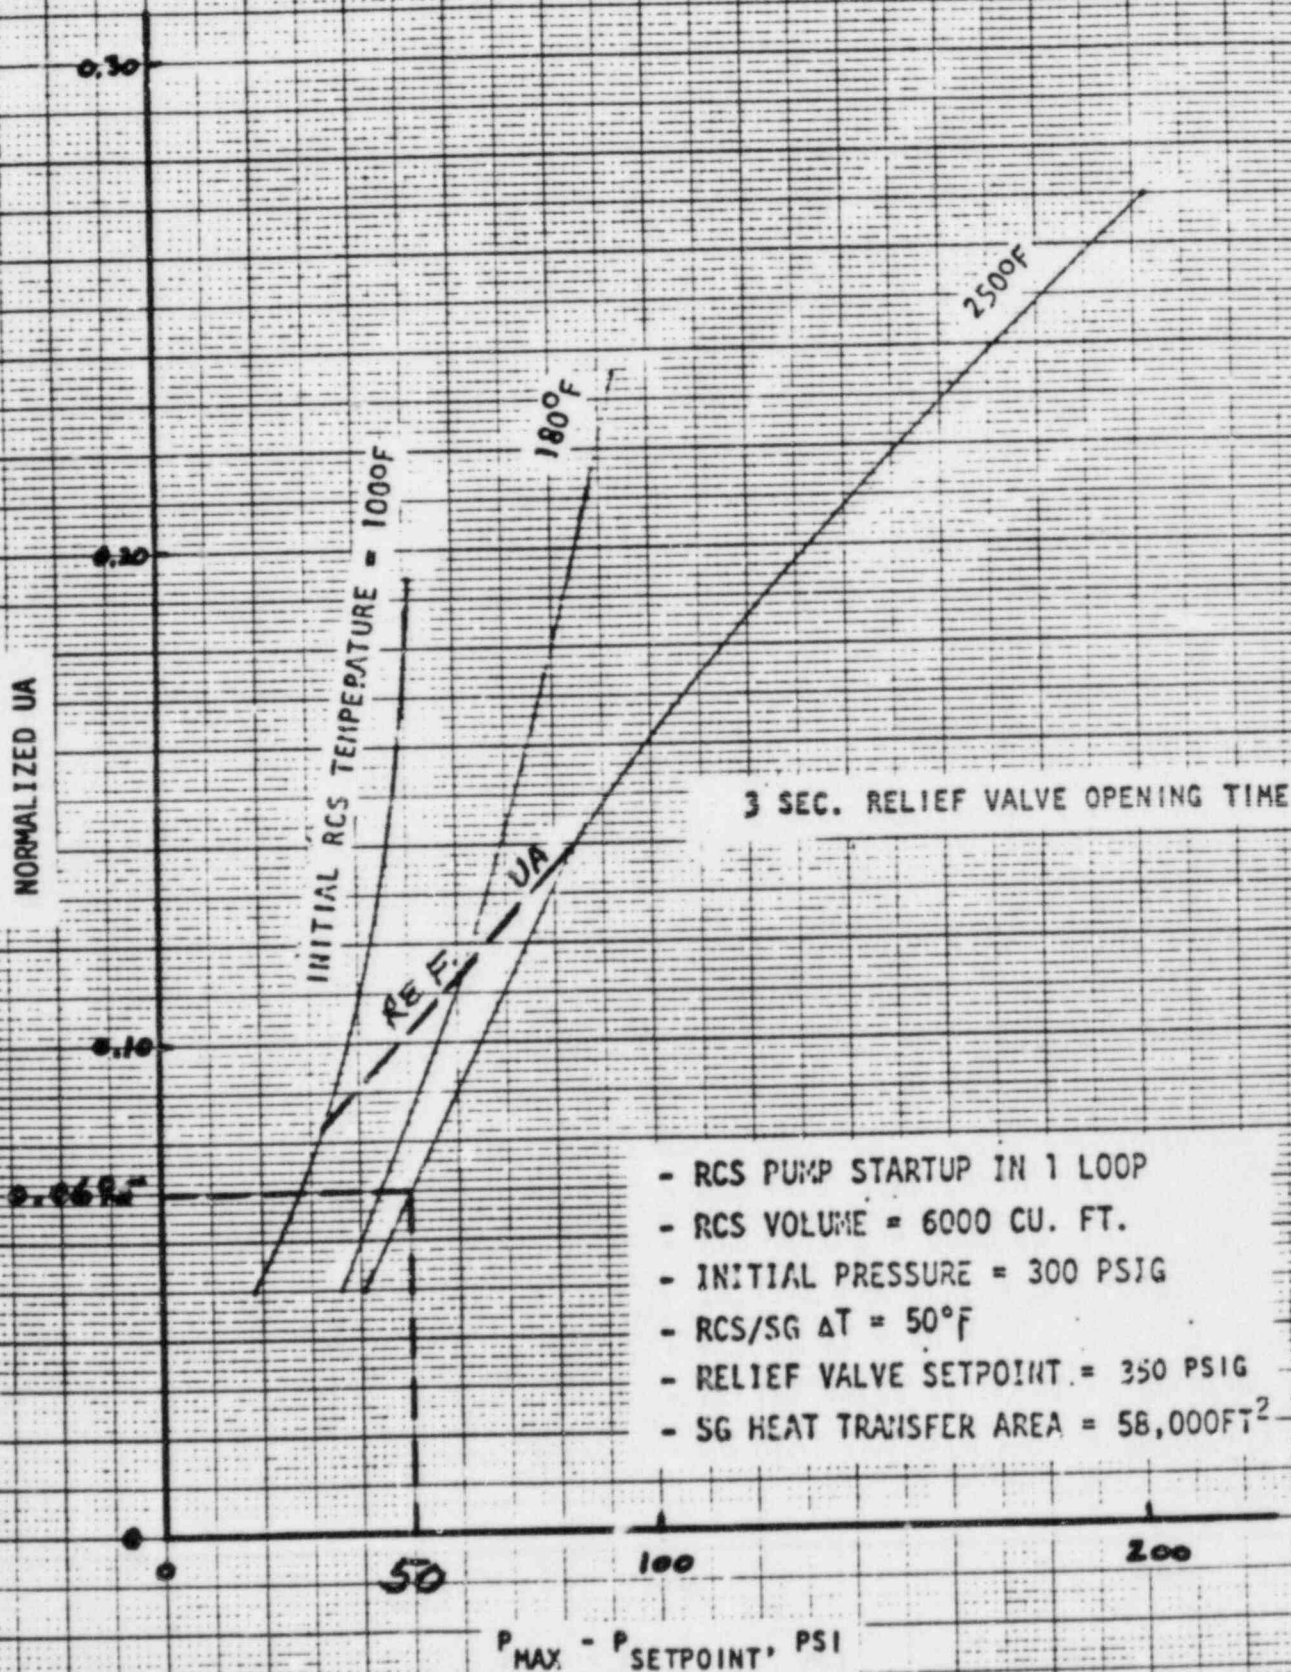 0.30
250°F
180°F
INITIAL RCS TEMPEPATURE = 100°F
0.20
NORMALIZED UA
3 SEC. RELIEF VALVE OPENING TIME
UA
REF.
0.10
- RCS PUMP STARTUP IN 1 LOOP
- RCS VOLUME = 6000 CU. FT.
- INITIAL PRESSURE = 300 PSIG
- RCS/SG ΔT = 50°F
- RELIEF VALVE SETPOINT = 350 PSIG
- SG HEAT TRANSFER AREA = 58,000FT²
0
0 50 100 200
PMAX - PSETPOINT, PSI